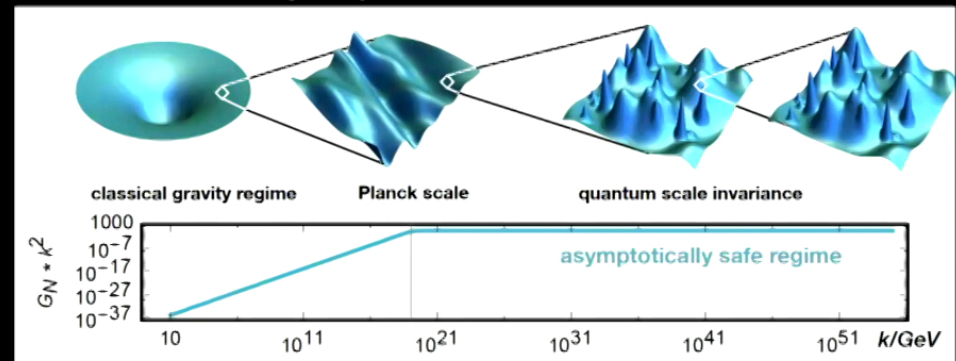 classical gravity regime
Planck scale
quantum scale invariance
G_N * k^2
1000
10^-7
10^-17
10^-27
10^-37
asymptotically safe regime
10
10^11
10^21
10^31
10^41
10^51
k/GeV